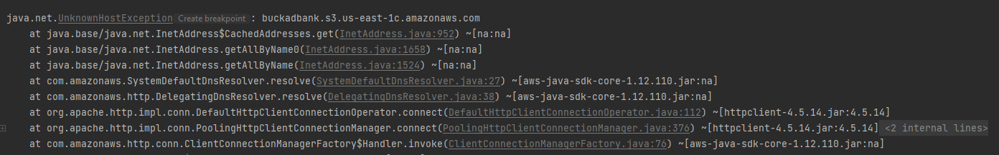 java.net.UnknownHostException Create breakpoint : buckadbank.s3.us-east-1c.amazonaws.com
at java.base/java.net.InetAddress$CachedAddresses.get(InetAddress.java:952) ~[na:na]
at java.base/java.net.InetAddress.getAllByName0(InetAddress.java:1658) ~[na:na]
at java.base/java.net.InetAddress.getAllByName(InetAddress.java:1524) ~[na:na]
at com.amazonaws.SystemDefaultDnsResolver.resolve(SystemDefaultDnsResolver.java:27) ~[aws-java-sdk-core-1.12.110.jar:na]
at com.amazonaws.http.DelegatingDnsResolver.resolve(DelegatingDnsResolver.java:38) ~[aws-java-sdk-core-1.12.110.jar:na]
at org.apache.http.impl.conn.DefaultHttpClientConnectionOperator.connect(DefaultHttpClientConnectionOperator.java:112) ~[httpclient-4.5.14.jar:4.5.14]
at org.apache.http.impl.conn.PoolingHttpClientConnectionManager.connect(PoolingHttpClientConnectionManager.java:376) ~[httpclient-4.5.14.jar:4.5.14] <2 internal lines>
at com.amazonaws.http.conn.ClientConnectionManagerFactory$Handler.invoke(ClientConnectionManagerFactory.java:76) ~[aws-java-sdk-core-1.12.110.jar:na]